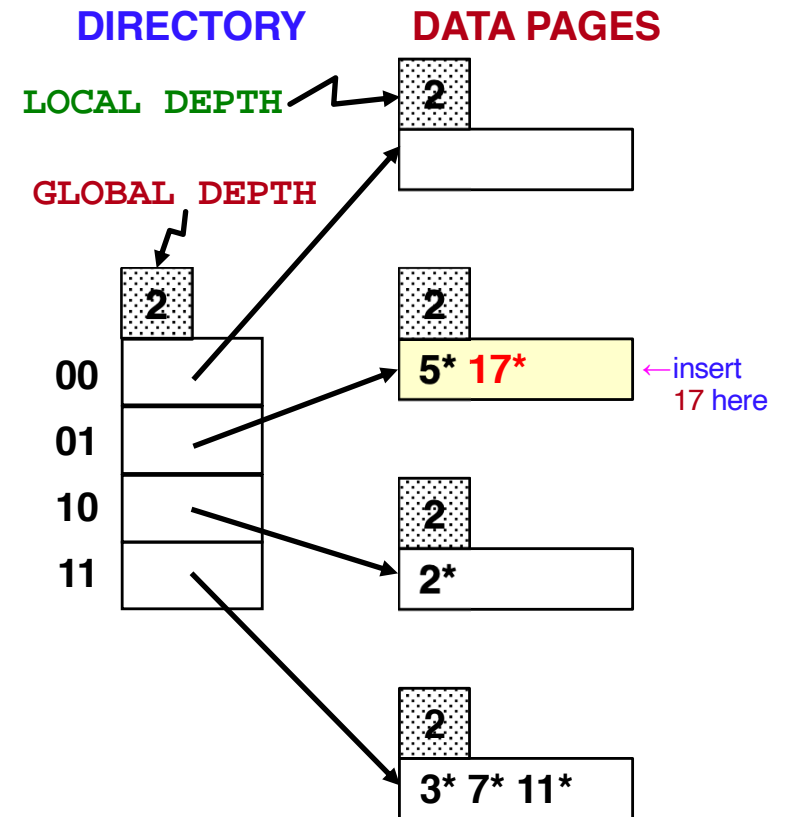 DIRECTORY DATA PAGES
LOCAL DEPTH
2
GLOBAL DEPTH
2
2
00
5* 17*
←insert
17 here
01
2
10
2*
11
2
3* 7* 11*